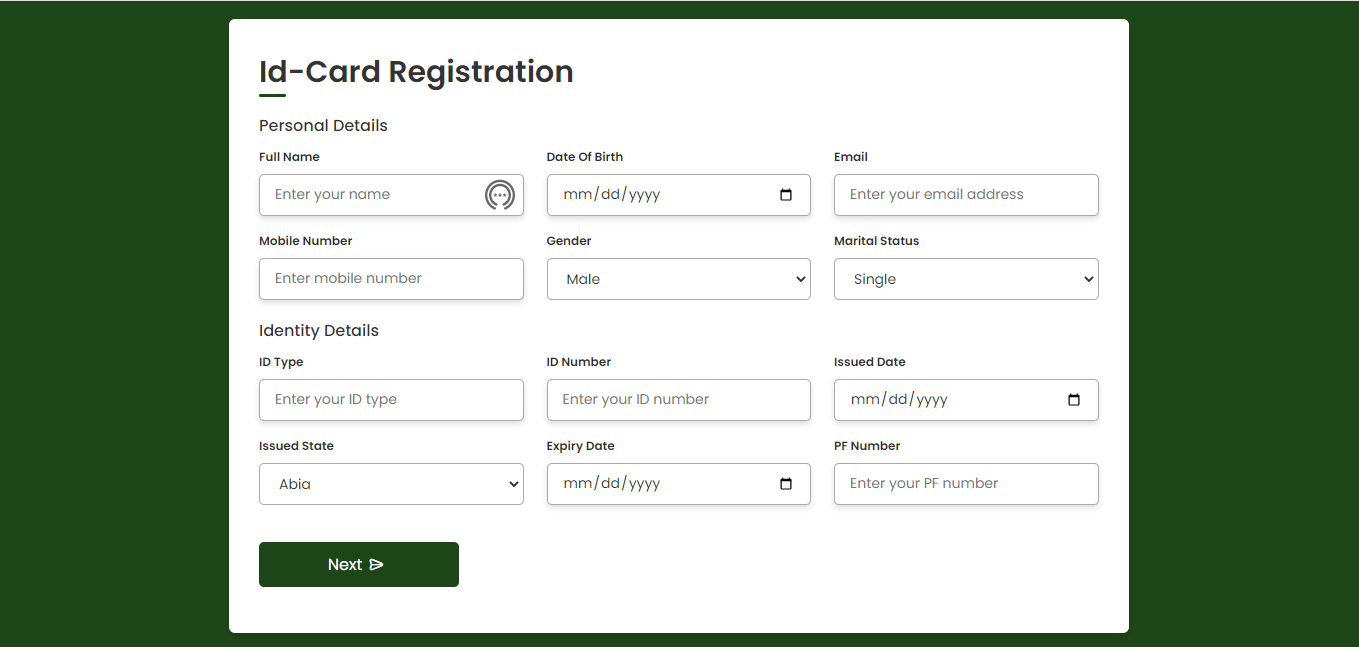 Id-Card Registration
Personal Details
Full Name Date Of Birth Email
Enter your name mm/dd/yyyy Enter your email address
Mobile Number Gender Marital Status
Enter mobile number Male Single
Identity Details
ID Type ID Number Issued Date
Enter your ID type Enter your ID number mm/dd/yyyy
Issued State Expiry Date PF Number
Abia mm/dd/yyyy Enter your PF number
Next